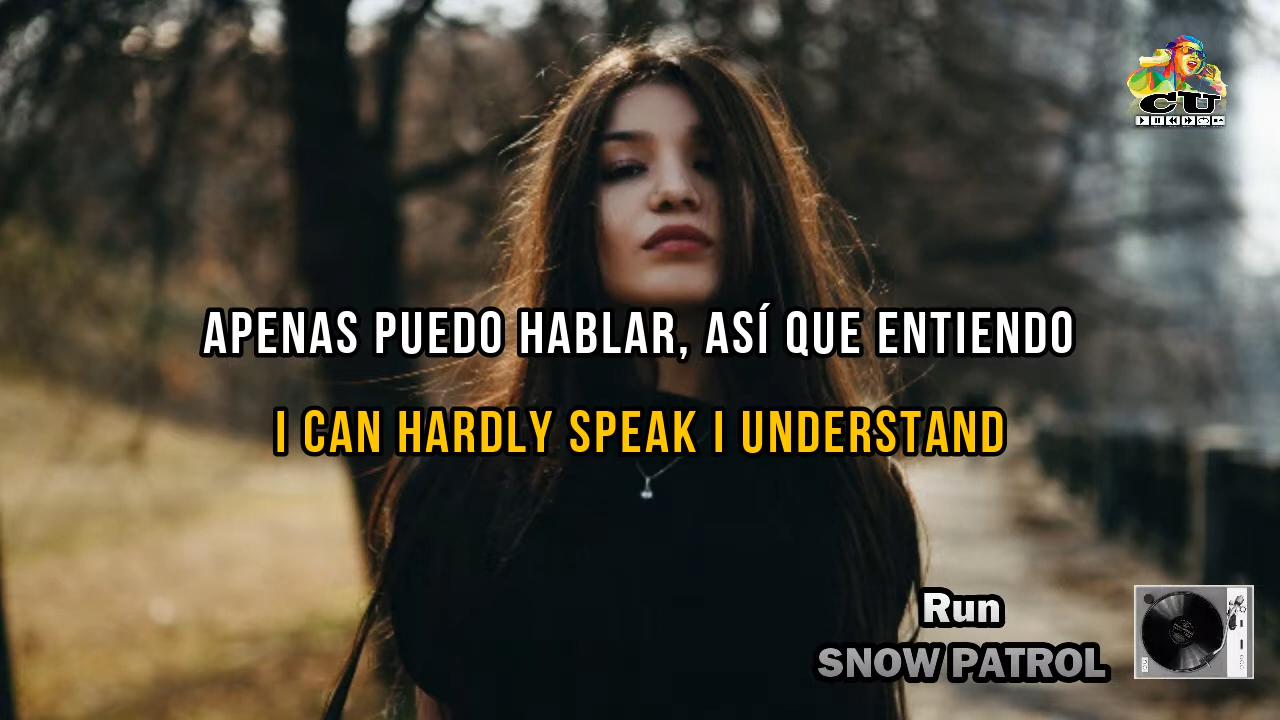 CU
APENAS PUEDO HABLAR, ASÍ QUE ENTIENDO
I CAN HARDLY SPEAK I UNDERSTAND
Run
SNOW PATROL